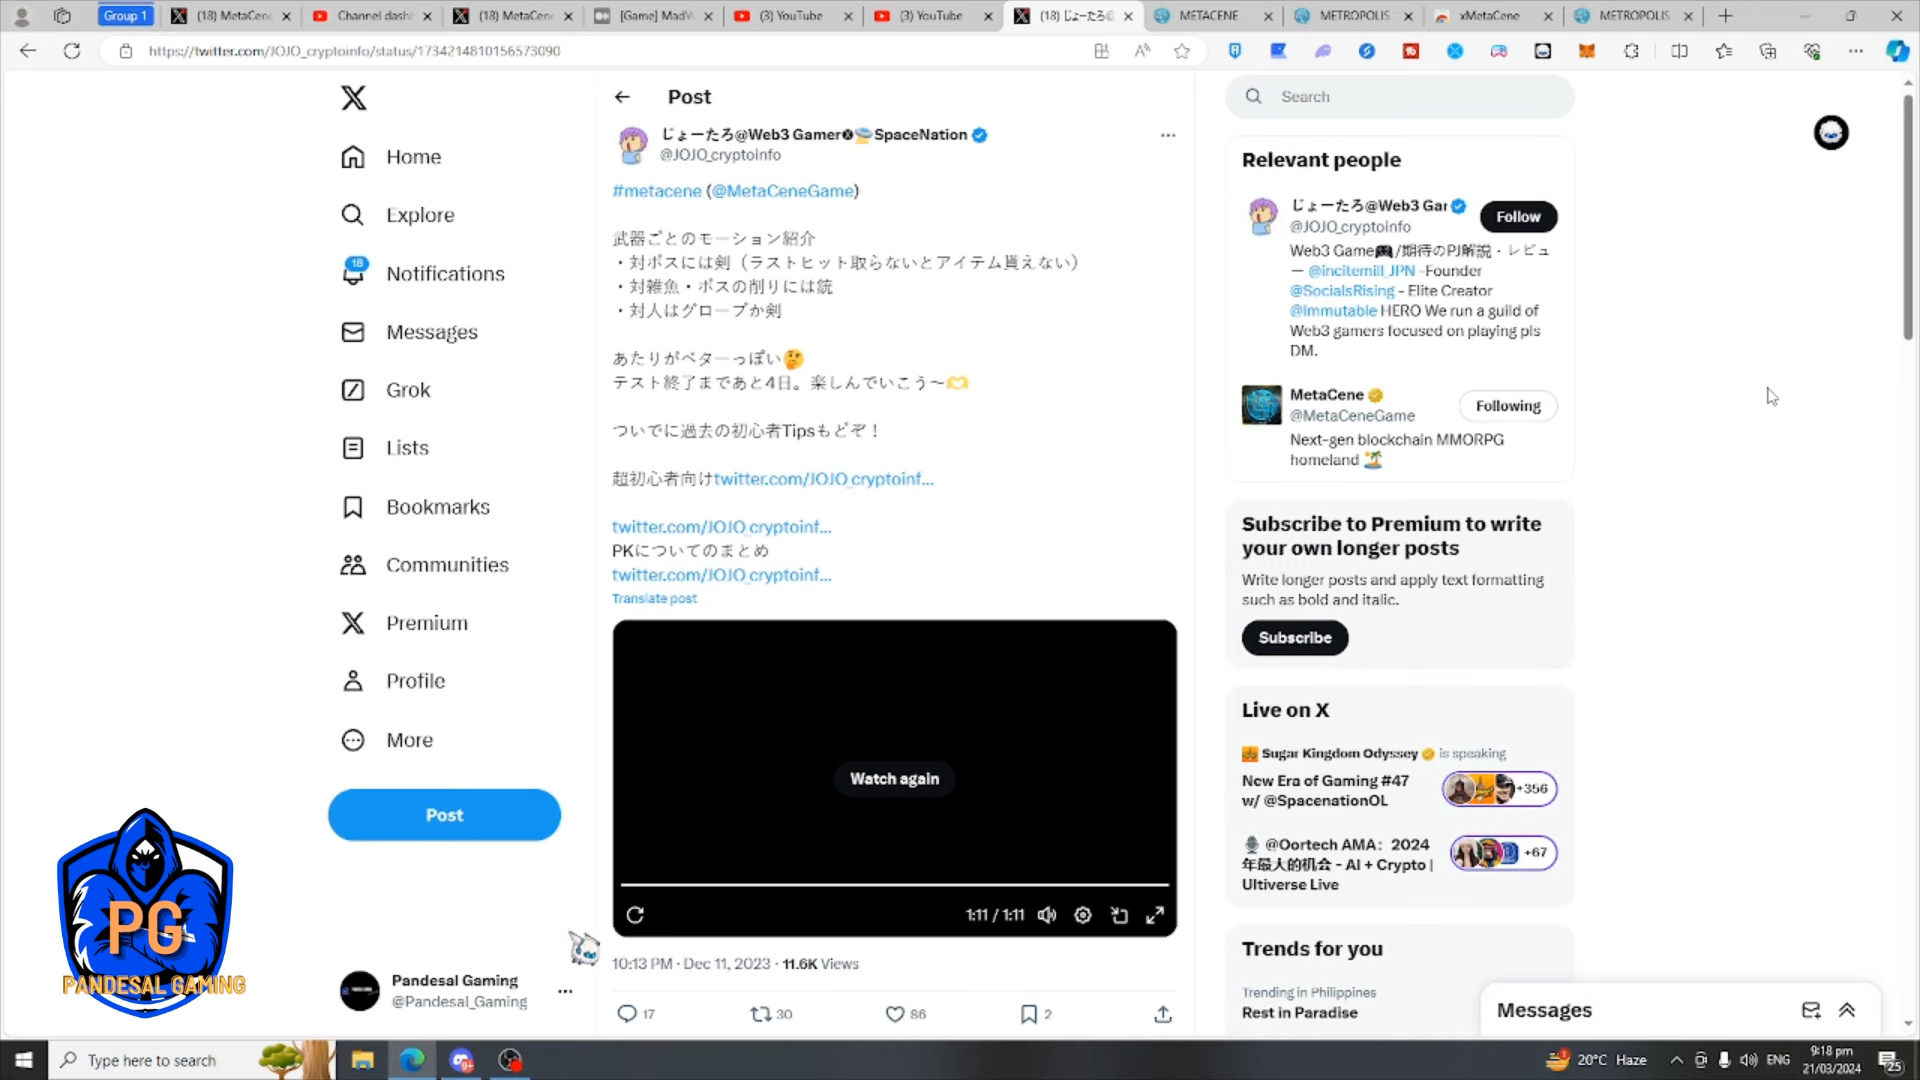 Group 1
(18) MetaCene
Channel dashb
(18) MetaCene
[Game] MadW
(3) YouTube
(3) YouTube
(18) じょーたろ@
METACENE
METROPOLIS
xMetaCene
METROPOLIS
https://twitter.com/JOJO_cryptoinfo/status/1734214810156573090
Home
Explore
18
Notifications
Messages
Grok
Lists
Bookmarks
Communities
Premium
Profile
More
Post
Pandesal Gaming
@Pandesal_Gaming
PG
PANDESAL GAMING
Post
じょーたろ@Web3 Gamer SpaceNation
@JOJO_cryptoinfo
#metacene (@MetaCeneGame)
武器ごとのモーション紹介
・対ボスには剣（ラストヒット取らないとアイテム貰えない）
・対雑魚・ボスの削りには銃
・対人はグローブか剣
あたりがベターっぽい🤔
テスト終了まであと4日。楽しんでいこう〜🫶
ついでに過去の初心者Tipsもどぞ！
超初心者向けtwitter.com/JOJO_cryptoinf...
twitter.com/JOJO_cryptoinf...
PKについてのまとめ
twitter.com/JOJO_cryptoinf...
Translate post
Watch again
1:11 / 1:11
10:13 PM · Dec 11, 2023 · 11.6K Views
17
30
86
2
Search
Relevant people
じょーたろ@Web3 Gar
@JOJO_cryptoinfo
Follow
Web3 Game🎮/期待のPJ解説・レビュ
ー @incitemill_JPN -Founder
@SocialsRising - Elite Creator
@Immutable HERO We run a guild of
Web3 gamers focused on playing pls
DM.
MetaCene
@MetaCeneGame
Following
Next-gen blockchain MMORPG
homeland 🏝️
Subscribe to Premium to write
your own longer posts
Write longer posts and apply text formatting
such as bold and italic.
Subscribe
Live on X
Sugar Kingdom Odyssey is speaking
New Era of Gaming #47
w/ @SpacenationOL
+356
🎙️ @Oortech AMA：2024
年最大的机会 - AI + Crypto |
Ultiverse Live
+67
Trends for you
Trending in Philippines
Rest in Paradise
Messages
Type here to search
20°C Haze
ENG
9:18 pm
21/03/2024
25